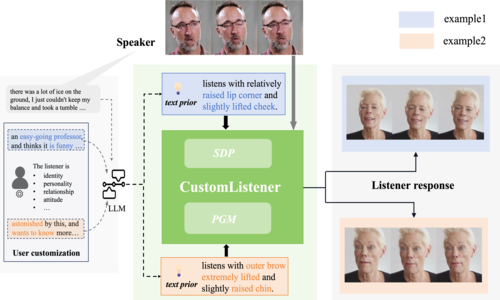 Speaker
example1
example2
there was a lot of ice on the
ground, I just couldn't keep my
balance and took a tumble ...
an easy-going professor,
and thinks it is funny ...
The listener is
• identity
• personality
• relationship
• attitude
• ...
astonished by this, and
wants to know more...
User customization
LLM
text prior
listens with relatively
raised lip corner and
slightly lifted cheek.
SDP
CustomListener
PGM
text prior
listens with outer brow
extremely lifted and
slightly raised chin.
Listener response